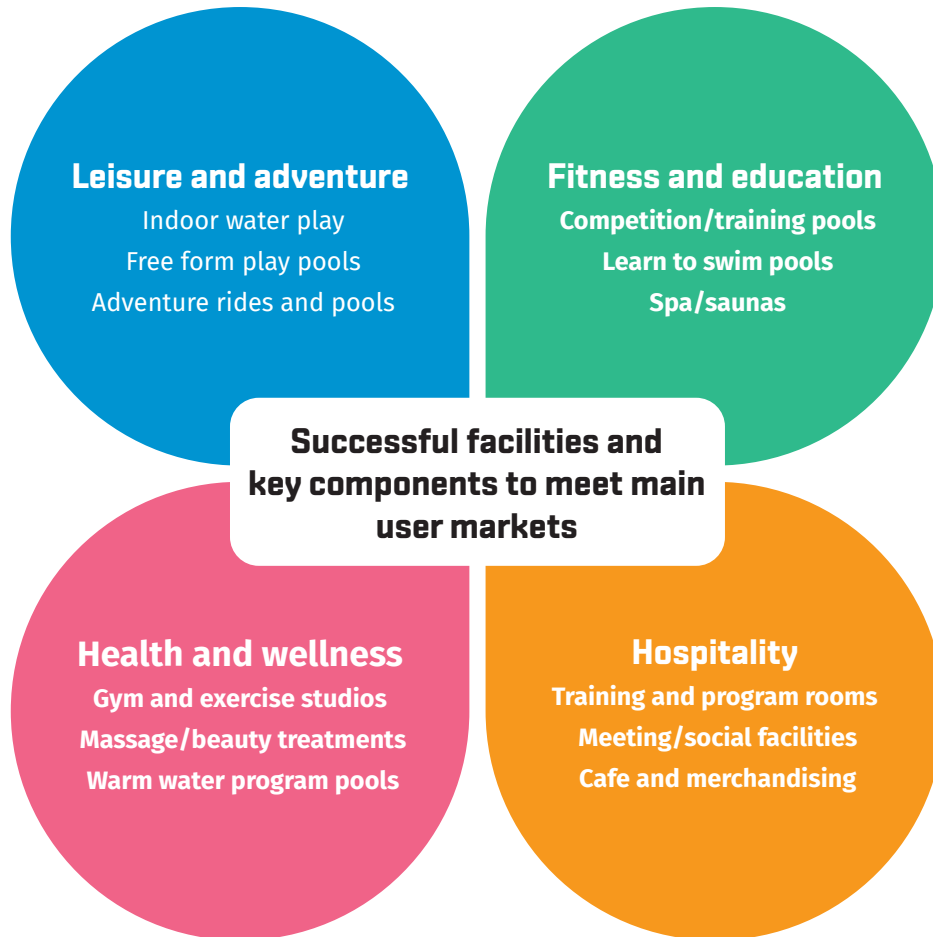 Leisure and adventure
Indoor water play
Free form play pools
Adventure rides and pools
Fitness and education
Competition/training pools
Learn to swim pools
Spa/saunas
Successful facilities and
key components to meet main
user markets
Health and wellness
Gym and exercise studios
Massage/beauty treatments
Warm water program pools
Hospitality
Training and program rooms
Meeting/social facilities
Cafe and merchandising